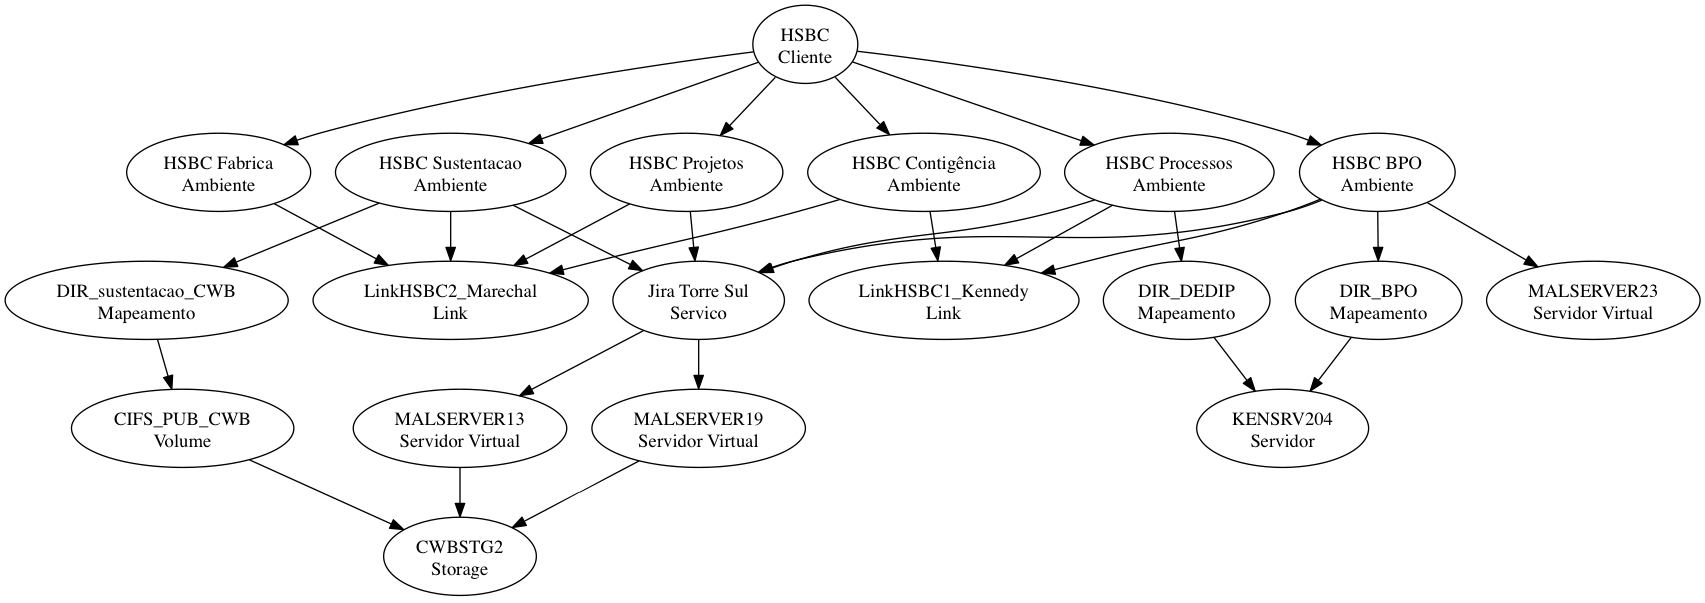 HSBC
Cliente
HSBC Fabrica
Ambiente
HSBC Sustentacao
Ambiente
HSBC Projetos
Ambiente
HSBC Contigência
Ambiente
HSBC Processos
Ambiente
HSBC BPO
Ambiente
DIR_sustentacao_CWB
Mapeamento
LinkHSBC2_Marechal
Link
Jira Torre Sul
Servico
LinkHSBC1_Kennedy
Link
DIR_DEDIP
Mapeamento
DIR_BPO
Mapeamento
MALSERVER23
Servidor Virtual
CIFS_PUB_CWB
Volume
MALSERVER13
Servidor Virtual
MALSERVER19
Servidor Virtual
KENSRV204
Servidor
CWBSTG2
Storage